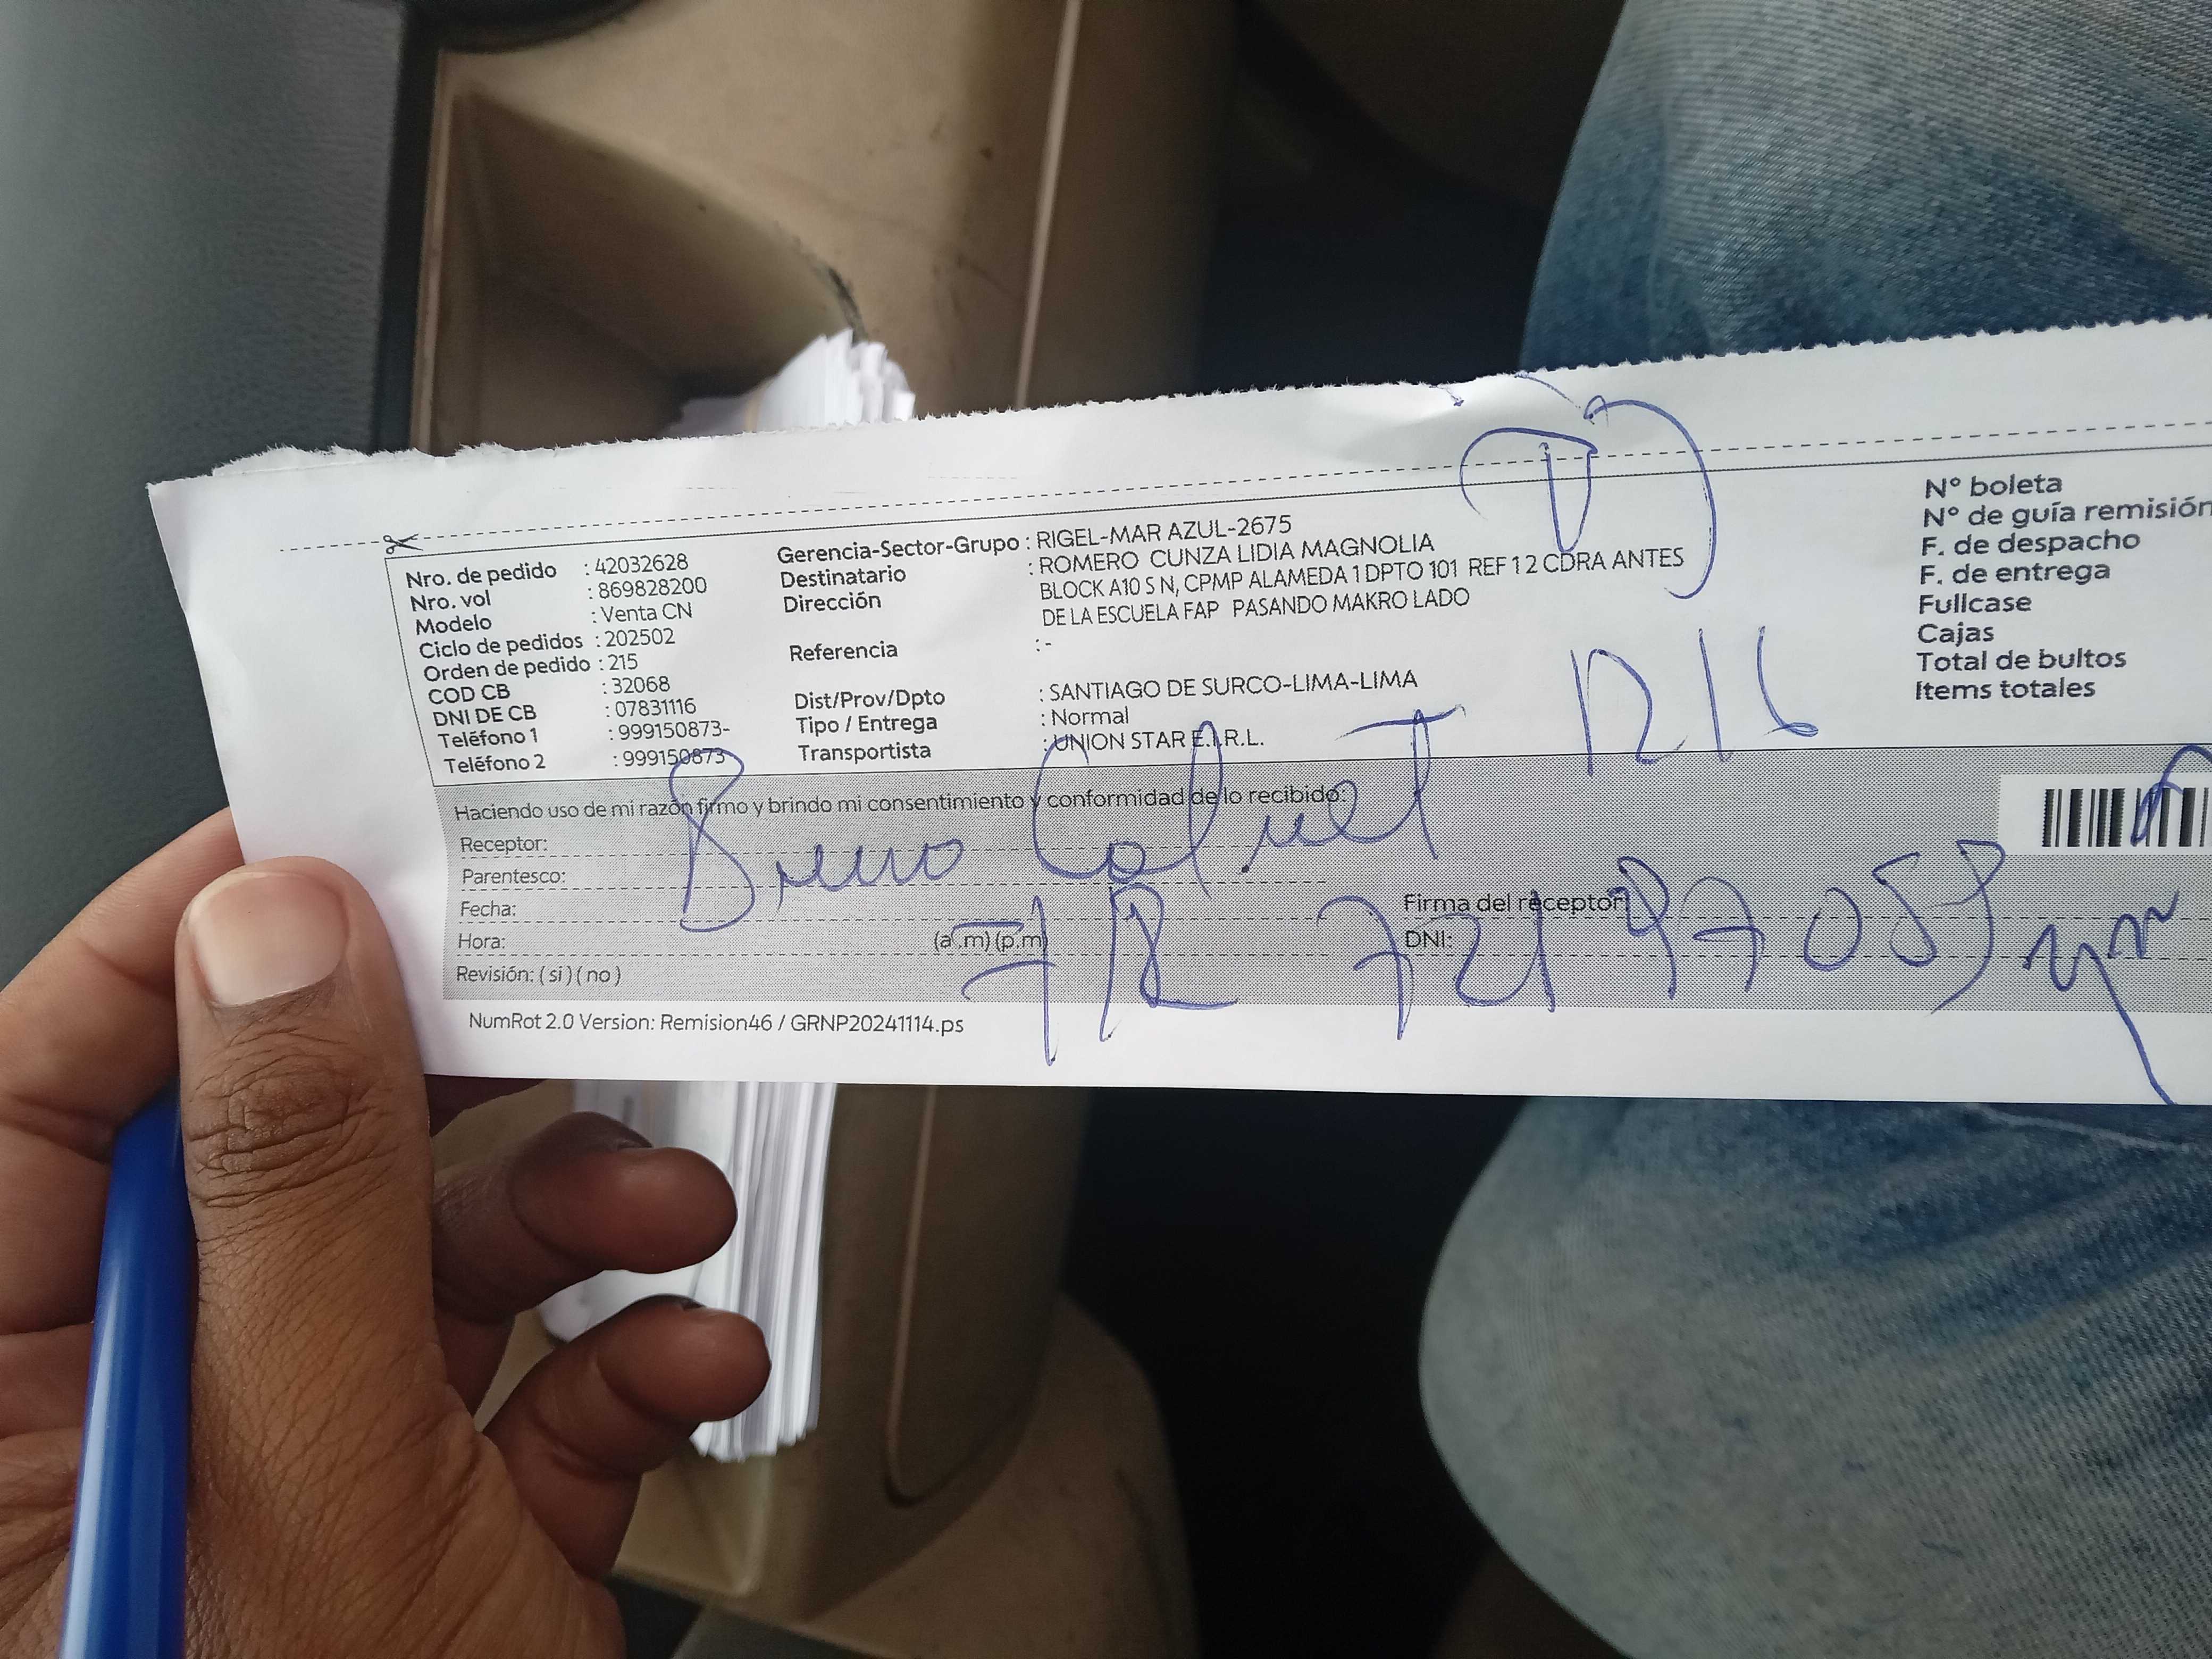 Nro. de pedido : 42032628
Nro. vol : 869828200
Modelo : Venta CN
Ciclo de pedidos : 202502
Orden de pedido : 215
COD CB : 32068
DNI DE CB : 07831116
Teléfono 1 : 999150873-
Teléfono 2 : 999150873
Gerencia-Sector-Grupo : RIGEL-MAR AZUL-2675
Destinatario : ROMERO CUNZA LIDIA MAGNOLIA
Dirección : BLOCK A10 S N, CPMP ALAMEDA 1 DPTO 101 REF 1 2 CDRA ANTES
DE LA ESCUELA FAP PASANDO MAKRO LADO
Referencia : -
Dist/Prov/Dpto : SANTIAGO DE SURCO-LIMA-LIMA
Tipo / Entrega : Normal
Transportista : UNION STAR E.I.R.L.
Nº boleta
Nº de guía remisión
F. de despacho
F. de entrega
Fullcase
Cajas
Total de bultos
Items totales
1216
Haciendo uso de mi razón firmo y brindo mi consentimiento y conformidad de lo recibido:
Receptor:
Parentesco:
Fecha:
Hora: (a.m) (p.m)
Revisión: ( si ) ( no )
Firma del receptor
DNI:
NumRot 2.0 Version: Remision46 / GRNP20241114.ps